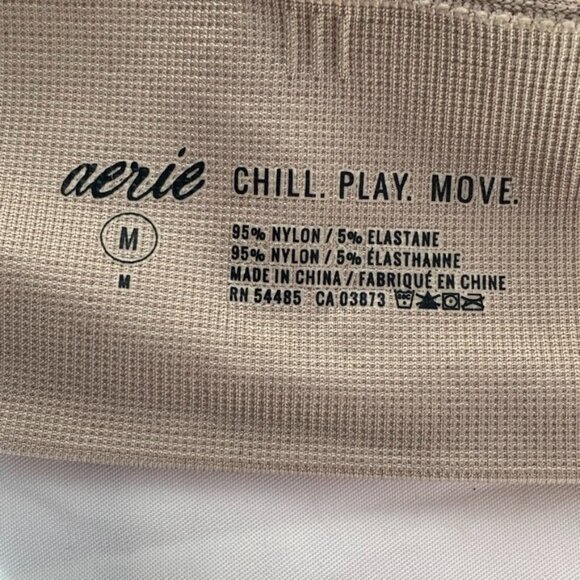 aerie CHILL. PLAY. MOVE.
M
M
95% NYLON / 5% ELASTANE
95% NYLON / 5% ÉLASTHANNE
MADE IN CHINA / FABRIQUÉ EN CHINE
RN 54485 CA 03873